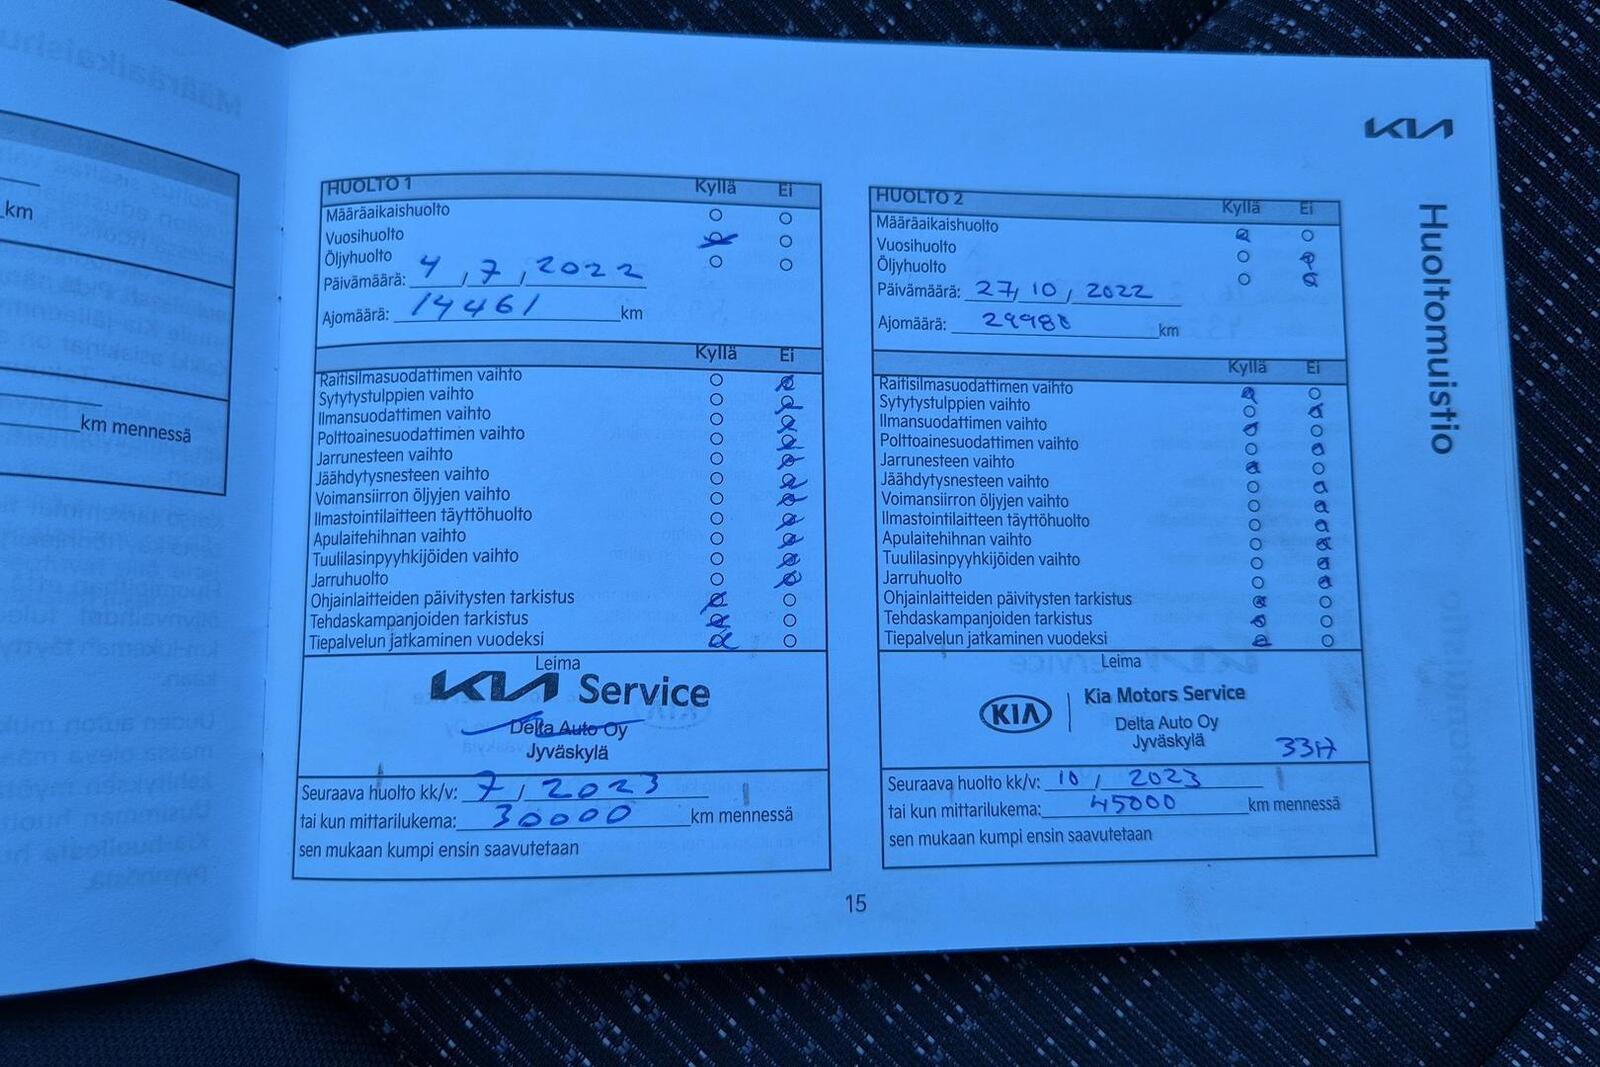 KIA
Huoltomuistio
km
km mennessä
HUOLTO 1 Kyllä Ei
Määräaikaishuolto
Vuosihuolto
Öljyhuolto
Päivämäärä: 4 , 7 , 2022
Ajomäärä: 14461 km
Kyllä Ei
Raitisilmasuodattimen vaihto
Sytytystulppien vaihto
Ilmansuodattimen vaihto
Polttoainesuodattimen vaihto
Jarrunesteen vaihto
Jäähdytysnesteen vaihto
Voimansiirron öljyjen vaihto
Ilmastointilaitteen täyttöhuolto
Apulaitehihnan vaihto
Tuulilasinpyyhkijöiden vaihto
Jarruhuolto
Ohjainlaitteiden päivitysten tarkistus
Tehdaskampanjoiden tarkistus
Tiepalvelun jatkaminen vuodeksi
Leima
KIA Service
Delta Auto Oy
Jyväskylä
Seuraava huolto kk/v: 7 / 2023
tai kun mittarilukema: 30000 km mennessä
sen mukaan kumpi ensin saavutetaan
HUOLTO 2 Kyllä Ei
Määräaikaishuolto
Vuosihuolto
Öljyhuolto
Päivämäärä: 27, 10 , 2022
Ajomäärä: 29988 km
Kyllä Ei
Raitisilmasuodattimen vaihto
Sytytystulppien vaihto
Ilmansuodattimen vaihto
Polttoainesuodattimen vaihto
Jarrunesteen vaihto
Jäähdytysnesteen vaihto
Voimansiirron öljyjen vaihto
Ilmastointilaitteen täyttöhuolto
Apulaitehihnan vaihto
Tuulilasinpyyhkijöiden vaihto
Jarruhuolto
Ohjainlaitteiden päivitysten tarkistus
Tehdaskampanjoiden tarkistus
Tiepalvelun jatkaminen vuodeksi
Leima
KIA Kia Motors Service
Delta Auto Oy
Jyväskylä
Seuraava huolto kk/v: 10 / 2023
tai kun mittarilukema: 45000 km mennessä
sen mukaan kumpi ensin saavutetaan
15